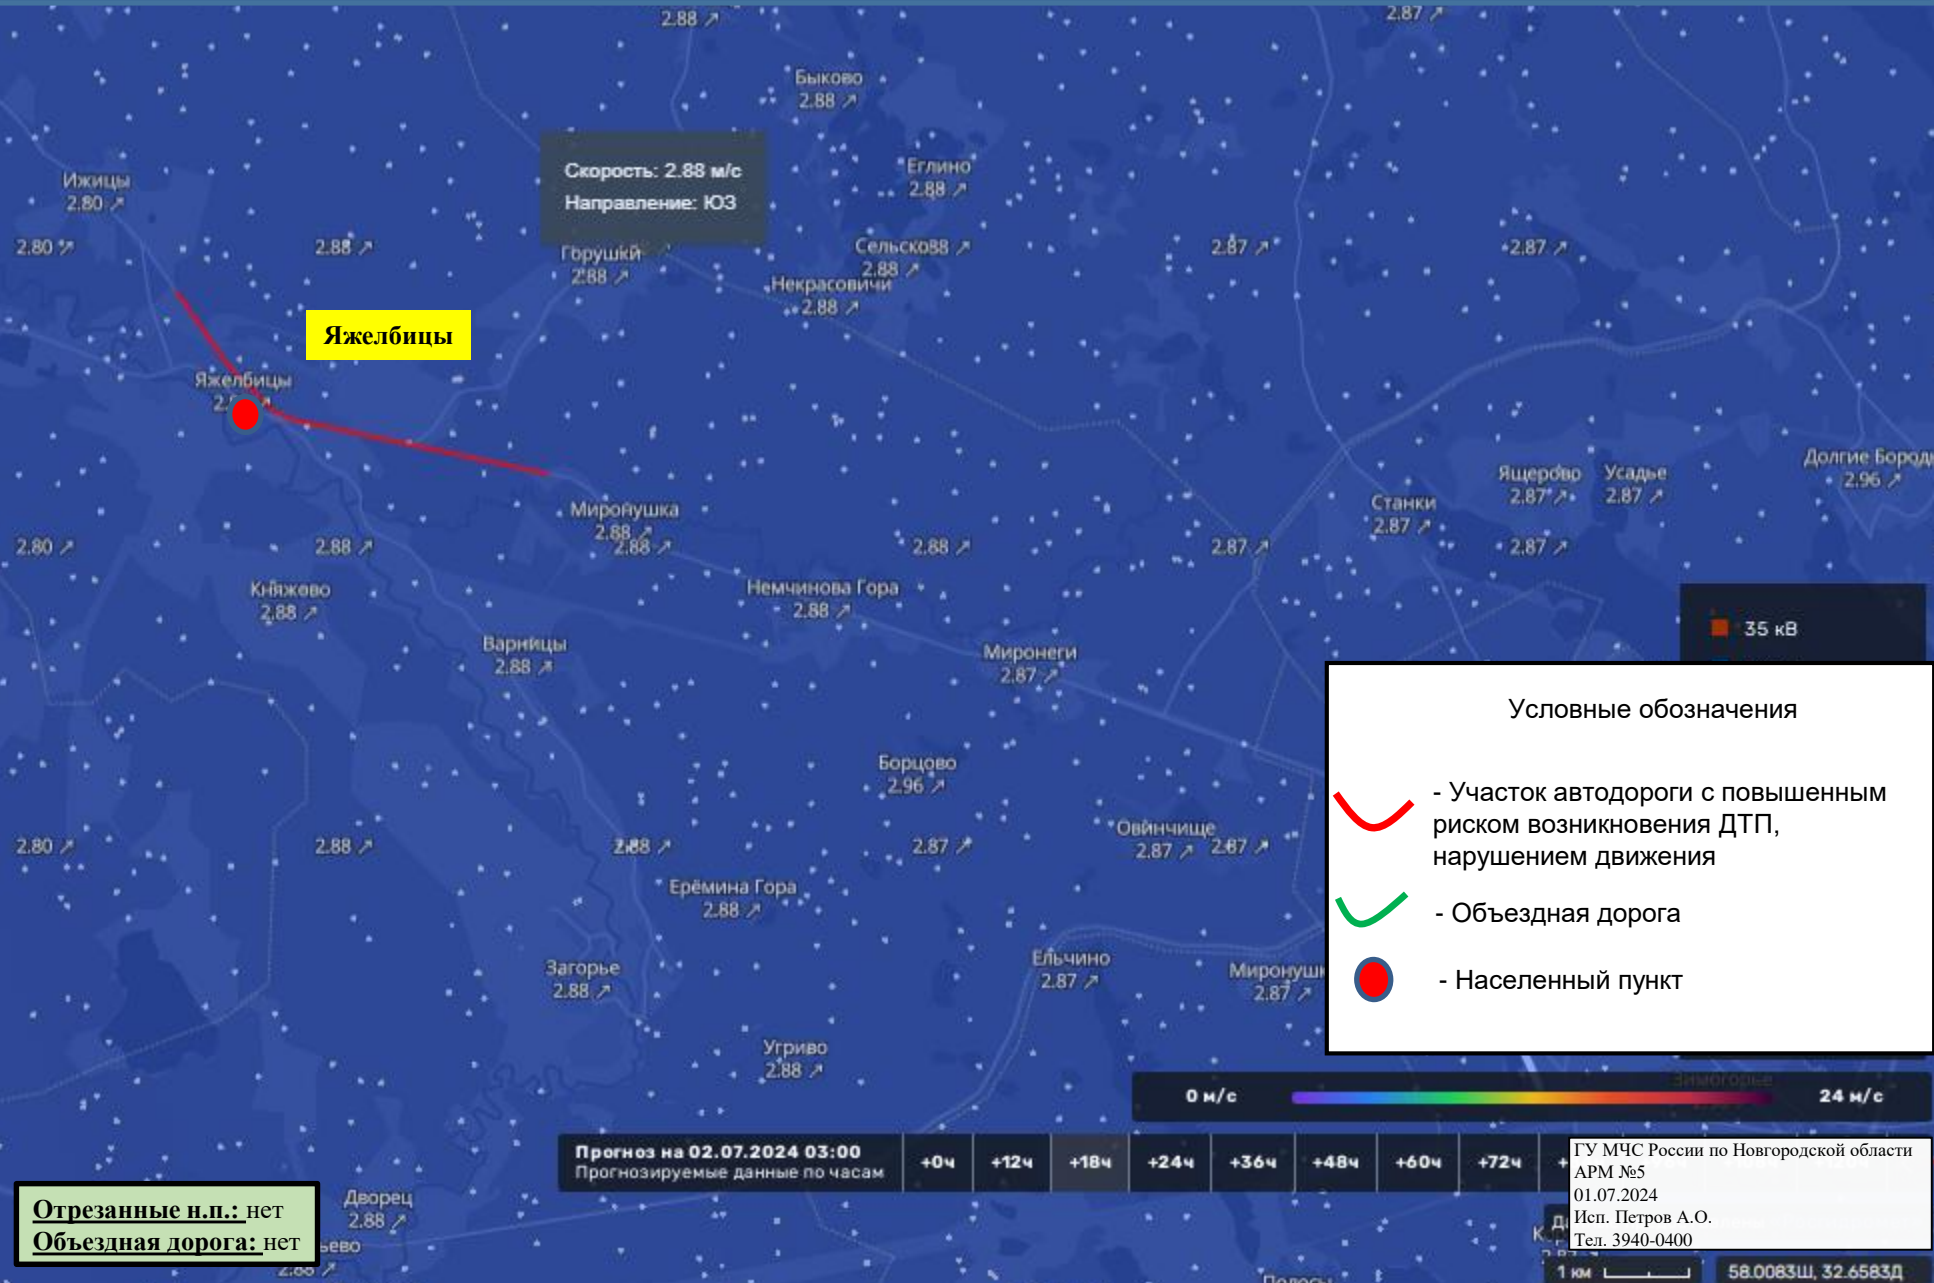 2.88 ↗
2.87 ↗
Быково
2.88 ↗
Скорость: 2.88 м/с
Направление: ЮЗ
Еглино
2.88 ↗
Ижицы
2.80 ↗
2.80 ↗
2.88 ↗
Горушки
2.88 ↗
Сельско88 ↗
2.88 ↗
2.87 ↗
2.87 ↗
Некрасовичи
2.88 ↗
Яжелбицы
Яжелбицы
Ящерово
2.87 ↗
Усадье
2.87 ↗
Долгие Бород
2.96 ↗
Станки
2.87 ↗
Миронушка
2.88 ↗
2.80 ↗
2.88 ↗
2.88 ↗
2.88 ↗
2.87 ↗
2.87 ↗
Княжово
2.88 ↗
Немчинова Гора
2.88 ↗
Варницы
2.88 ↗
Миронеги
2.87 ↗
35 кВ
Условные обозначения
- Участок автодороги с повышенным
риском возникновения ДТП,
нарушением движения
- Объездная дорога
- Населенный пункт
Борцово
2.96 ↗
Овинчище
2.87 ↗
2.80 ↗
2.88 ↗
2.88 ↗
2.87 ↗
2.87 ↗
Ерёмина Гора
2.88 ↗
Загорье
2.88 ↗
Ельчино
2.87 ↗
Миронушк
2.87 ↗
Угриво
2.88 ↗
Зимогорье
0 м/с
24 м/с
Прогноз на 02.07.2024 03:00
Прогнозируемые данные по часам
+0ч
+12ч
+18ч
+24ч
+36ч
+48ч
+60ч
+72ч
ГУ МЧС России по Новгородской области
АРМ №5
01.07.2024
Исп. Петров А.О.
Тел. 3940-0400
Отрезанные н.п.: нет
Объездная дорога: нет
Дворец
2.88 ↗
ьево
2.88 ↗
1 км
58.0083Ш, 32.6583Д